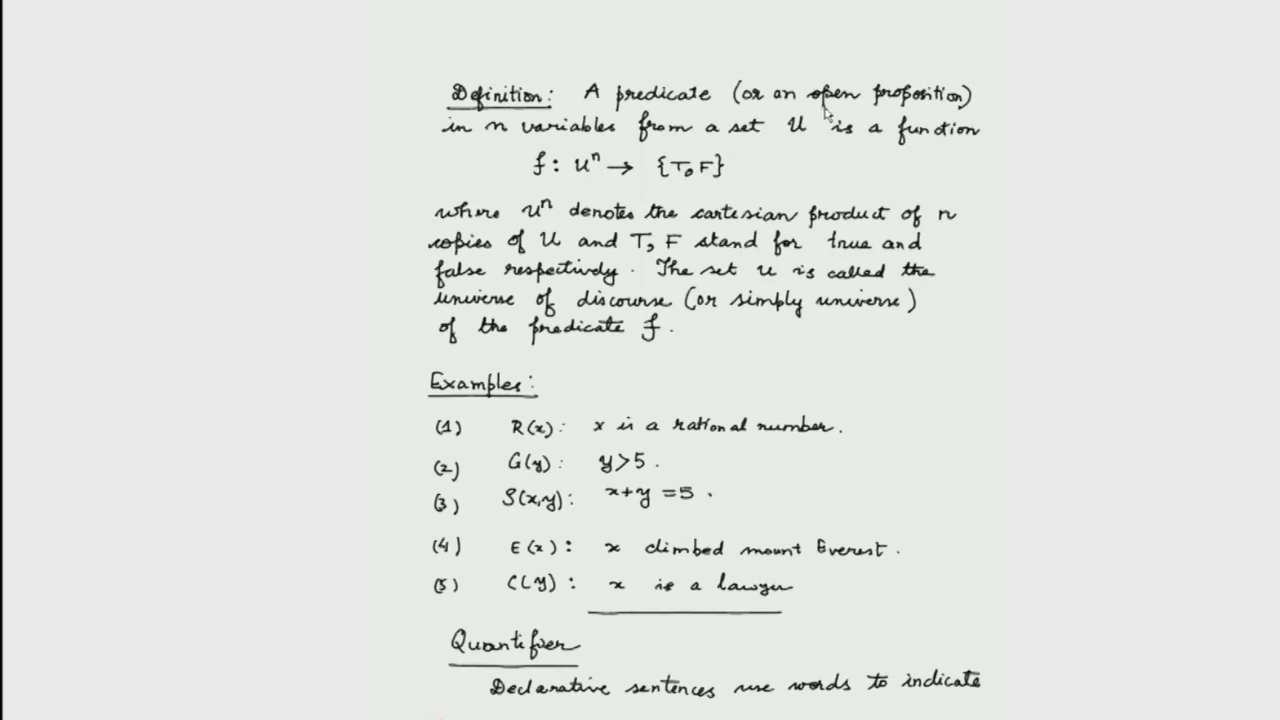 Definition: A predicate (or an open proposition)
in n variables from a set U is a function
f: Uⁿ → {T, F}
where Uⁿ denotes the cartesian product of n
copies of U and T, F stand for true and
false respectively. The set U is called the
universe of discourse (or simply universe)
of the predicate f.
Examples:
(1) R(x): x is a rational number.
(2) G(y): y>5.
(3) S(x,y): x+y=5.
(4) E(x): x climbed mount Everest.
(5) C(y): x is a lawyer
Quantifier
Declarative sentences use words to indicate